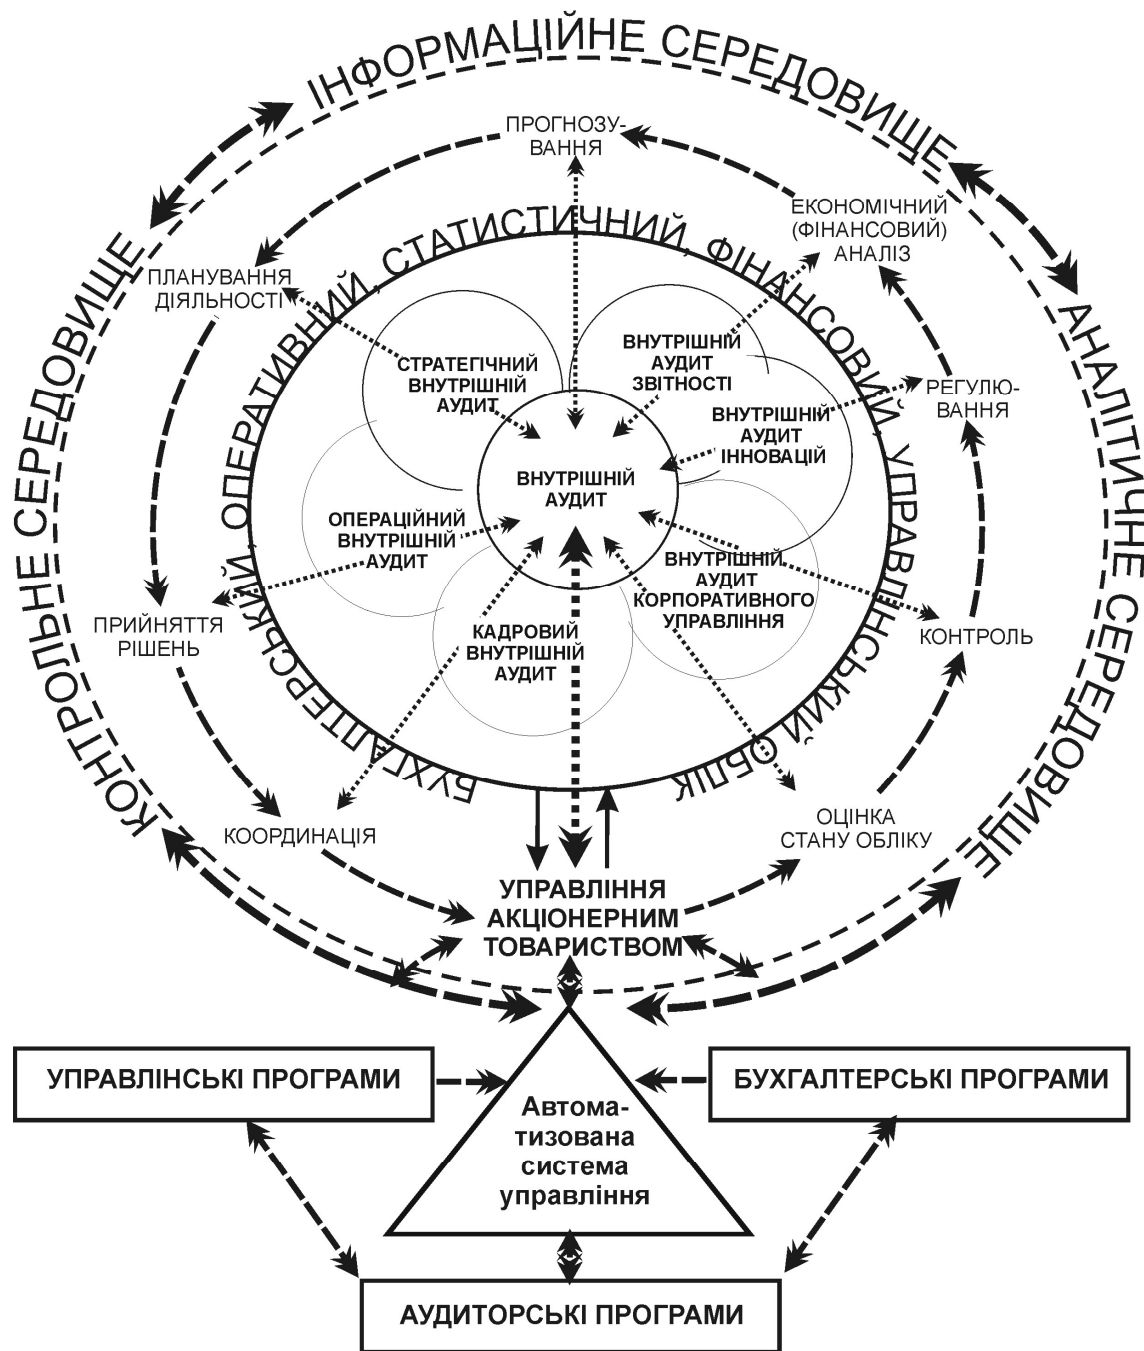 ІНФОРМАЦІЙНЕ СЕРЕДОВИЩЕ
КОНТРОЛЬНЕ СЕРЕДОВИЩЕ
АНАЛІТИЧНЕ СЕРЕДОВИЩЕ
ПРОГНОЗУ-
ВАННЯ
ЕКОНОМІЧНИЙ
(ФІНАНСОВИЙ)
АНАЛІЗ
ПЛАНУВАННЯ
ДІЯЛЬНОСТІ
БУХГАЛТЕРСЬКИЙ, ОПЕРАТИВНИЙ, СТАТИСТИЧНИЙ, ФІНАНСОВИЙ, УПРАВЛІНСЬКИЙ ОБЛІК
СТРАТЕГІЧНИЙ
ВНУТРІШНІЙ
АУДИТ
ВНУТРІШНІЙ
АУДИТ
ЗВІТНОСТІ
РЕГУЛЮ-
ВАННЯ
ВНУТРІШНІЙ
АУДИТ
ІННОВАЦІЙ
ВНУТРІШНІЙ
АУДИТ
ОПЕРАЦІЙНИЙ
ВНУТРІШНІЙ
АУДИТ
ВНУТРІШНІЙ
АУДИТ
КОРПОРАТИВНОГО
УПРАВЛІННЯ
ПРИЙНЯТТЯ
РІШЕНЬ
КАДРОВИЙ
ВНУТРІШНІЙ
АУДИТ
КОНТРОЛЬ
КООРДИНАЦІЯ
ОЦІНКА
СТАНУ ОБЛІКУ
УПРАВЛІННЯ
АКЦІОНЕРНИМ
ТОВАРИСТВОМ
УПРАВЛІНСЬКІ ПРОГРАМИ
БУХГАЛТЕРСЬКІ ПРОГРАМИ
Автома-
тизована
система
управління
АУДИТОРСЬКІ ПРОГРАМИ